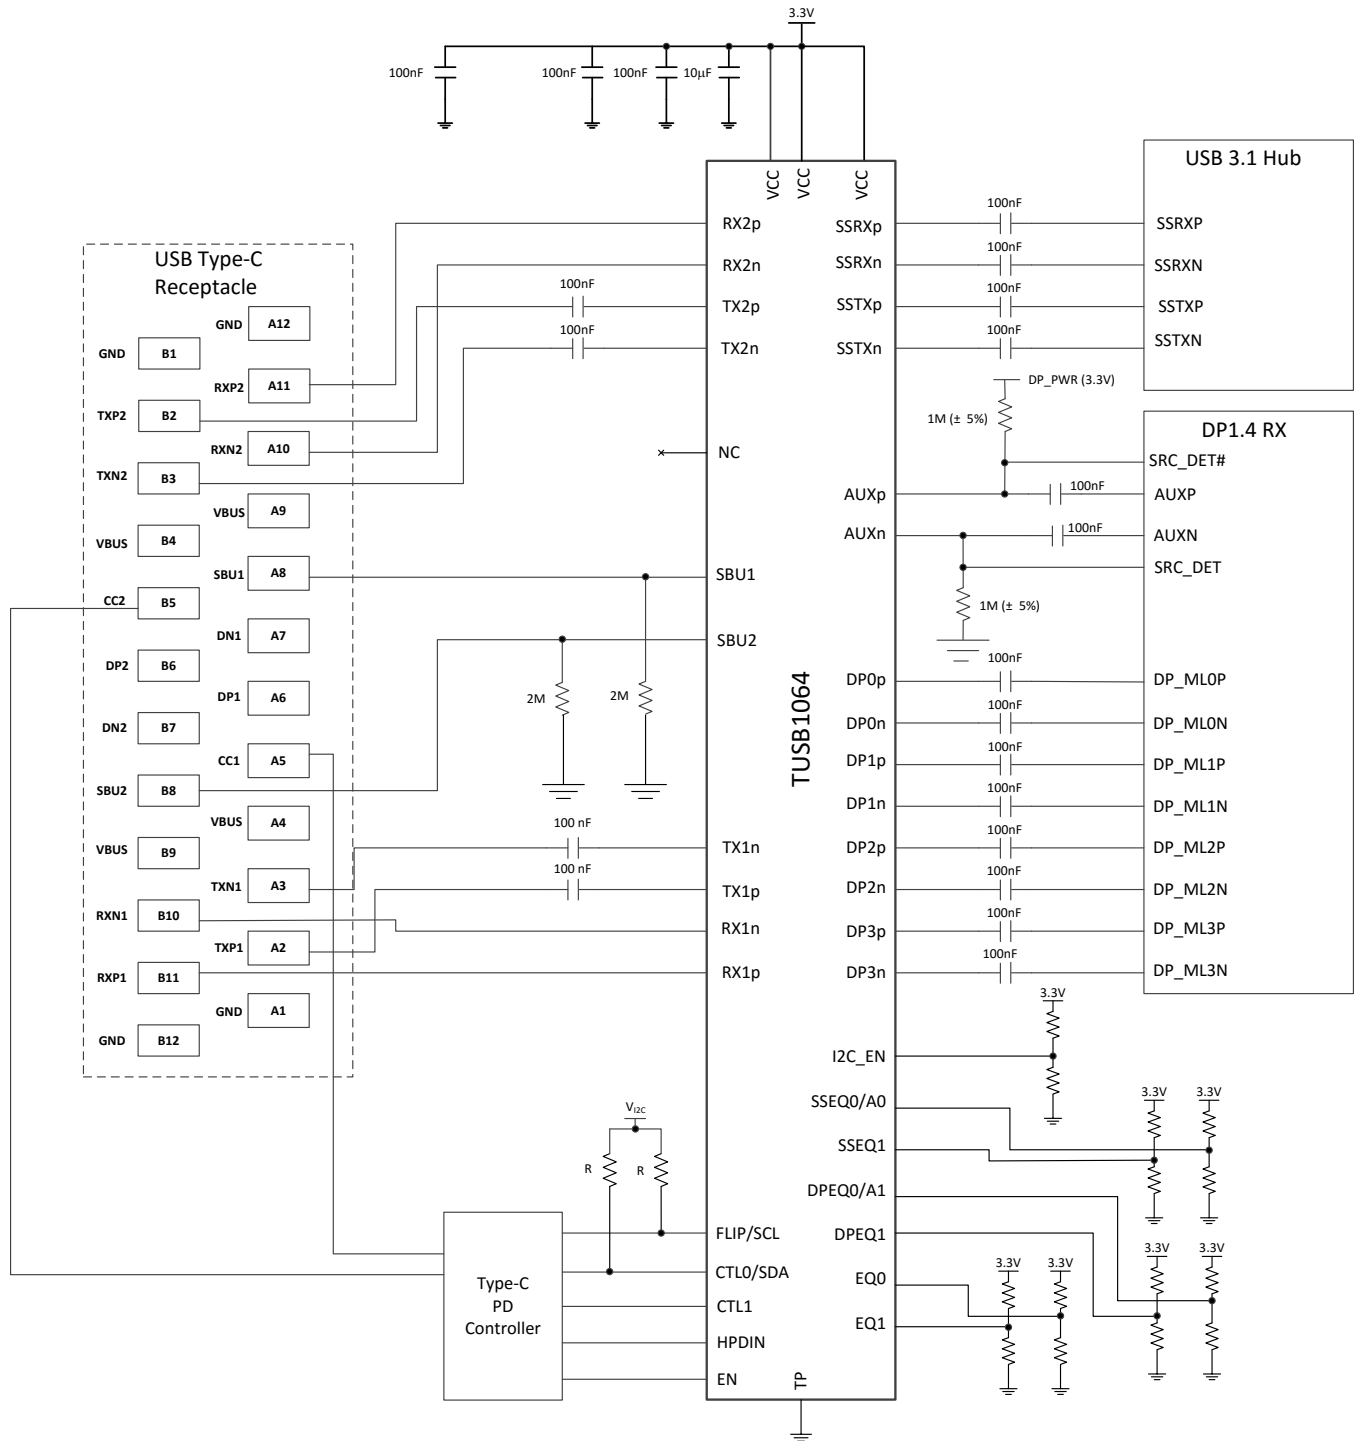 3.3V
100nF
100nF
100nF
10µF
VCC
VCC
VCC
USB Type-C
Receptacle
GND
A12
GND
B1
RXP2
A11
TXP2
B2
RXN2
A10
TXN2
B3
VBUS
A9
VBUS
B4
SBU1
A8
CC2
B5
DN1
A7
DP2
B6
DP1
A6
DN2
B7
CC1
A5
SBU2
B8
VBUS
A4
VBUS
B9
TXN1
A3
RXN1
B10
TXP1
A2
RXP1
B11
GND
A1
GND
B12
100nF
100nF
2M
2M
100 nF
100 nF
RX2p
RX2n
TX2p
TX2n
NC
SBU1
SBU2
TX1n
TX1p
RX1n
RX1p
FLIP/SCL
CTL0/SDA
CTL1
HPDIN
EN
TUSB1064
TP
SSRXp
SSRXn
SSTXp
SSTXn
AUXp
AUXn
DP0p
DP0n
DP1p
DP1n
DP2p
DP2n
DP3p
DP3n
I2C_EN
SSEQ0/A0
SSEQ1
DPEQ0/A1
DPEQ1
EQ0
EQ1
100nF
100nF
100nF
100nF
DP_PWR (3.3V)
1M (± 5%)
100nF
100nF
1M (± 5%)
100nF
100nF
100nF
100nF
100nF
100nF
100nF
100nF
USB 3.1 Hub
SSRXP
SSRXN
SSTXP
SSTXN
DP1.4 RX
SRC_DET#
AUXP
AUXN
SRC_DET
DP_ML0P
DP_ML0N
DP_ML1P
DP_ML1N
DP_ML2P
DP_ML2N
DP_ML3P
DP_ML3N
3.3V
3.3V
3.3V
3.3V
3.3V
3.3V
3.3V
VI2C
R
R
Type-C
PD
Controller